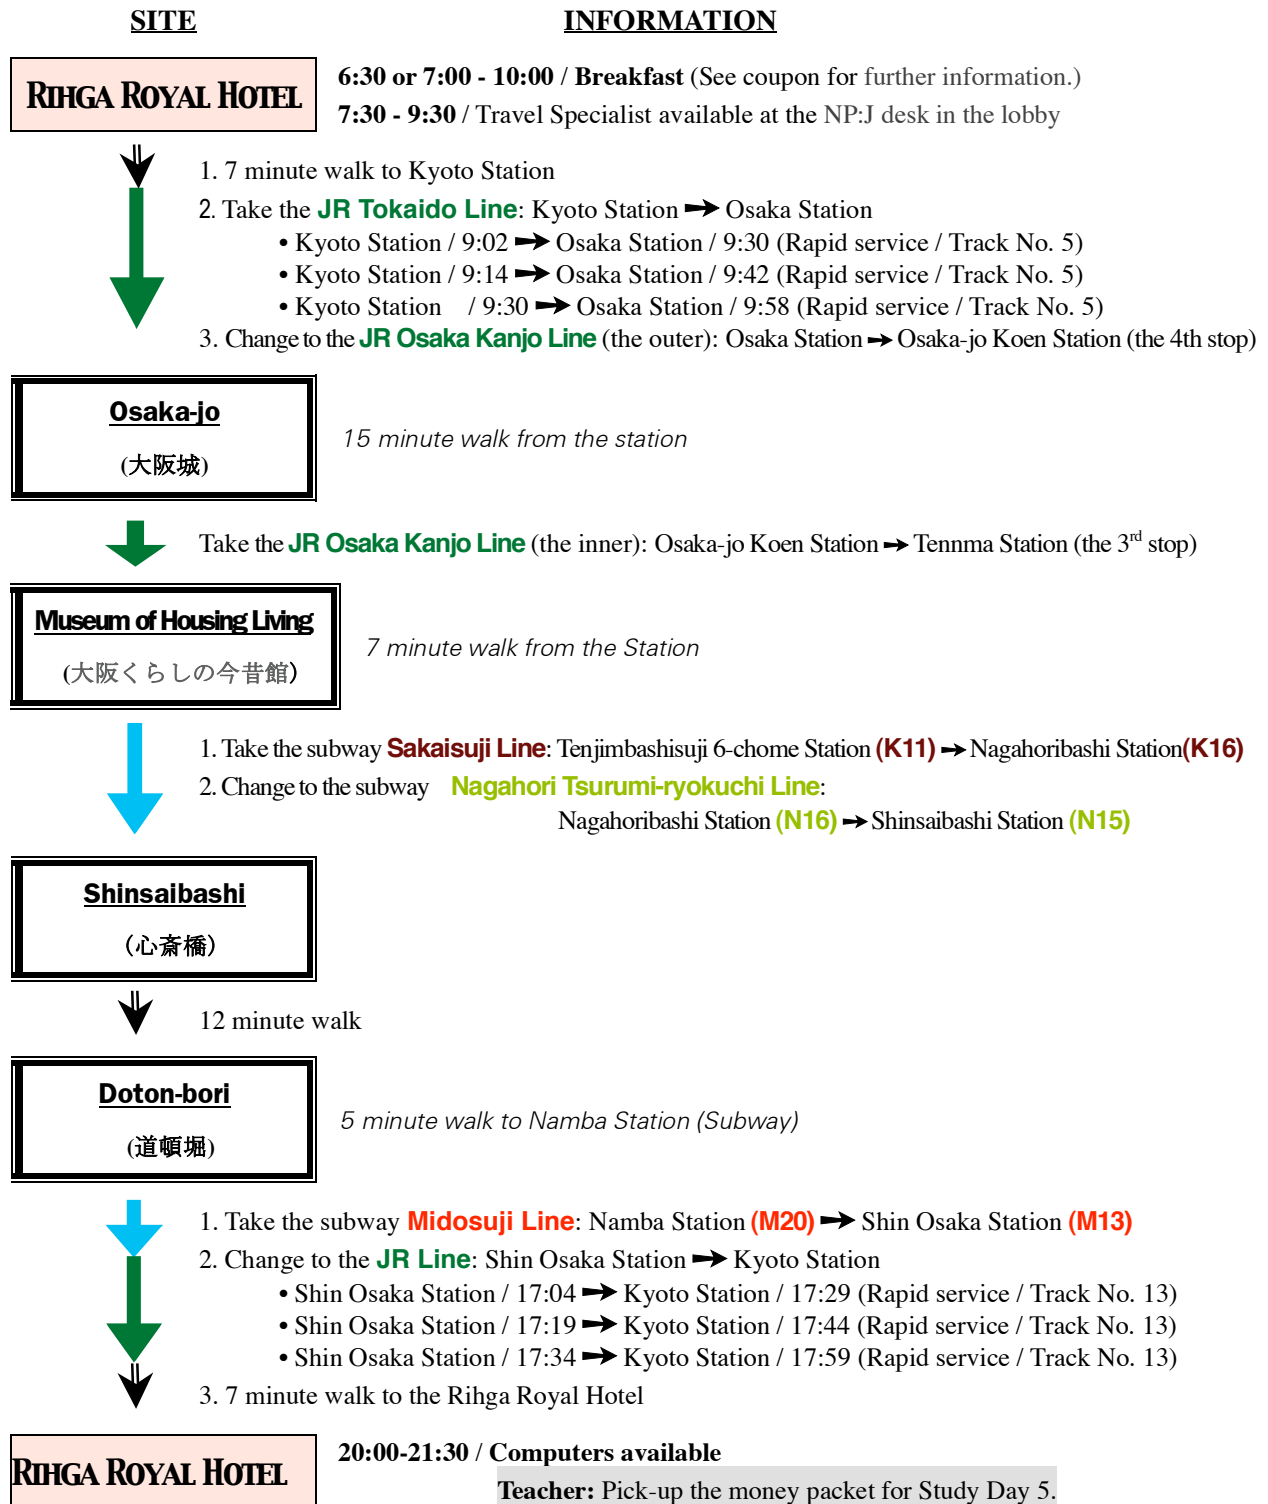 SITE
INFORMATION
RIHGA ROYAL HOTEL
6:30 or 7:00 - 10:00 / Breakfast (See coupon for further information.)
7:30 - 9:30 / Travel Specialist available at the NP:J desk in the lobby
1. 7 minute walk to Kyoto Station
2. Take the JR Tokaido Line: Kyoto Station ➔ Osaka Station
• Kyoto Station / 9:02 ➔ Osaka Station / 9:30 (Rapid service / Track No. 5)
• Kyoto Station / 9:14 ➔ Osaka Station / 9:42 (Rapid service / Track No. 5)
• Kyoto Station / 9:30 ➔ Osaka Station / 9:58 (Rapid service / Track No. 5)
3. Change to the JR Osaka Kanjo Line (the outer): Osaka Station ➔ Osaka-jo Koen Station (the 4th stop)
Osaka-jo
(大阪城)
15 minute walk from the station
Take the JR Osaka Kanjo Line (the inner): Osaka-jo Koen Station ➔ Tennma Station (the 3rd stop)
Museum of Housing Living
(大阪くらしの今昔館)
7 minute walk from the Station
1. Take the subway Sakaisuji Line: Tenjimbashisuji 6-chome Station (K11) ➔ Nagahoribashi Station(K16)
2. Change to the subway Nagahori Tsurumi-ryokuchi Line:
Nagahoribashi Station (N16) ➔ Shinsaibashi Station (N15)
Shinsaibashi
(心斎橋)
12 minute walk
Doton-bori
(道頓堀)
5 minute walk to Namba Station (Subway)
1. Take the subway Midosuji Line: Namba Station (M20) ➔ Shin Osaka Station (M13)
2. Change to the JR Line: Shin Osaka Station ➔ Kyoto Station
• Shin Osaka Station / 17:04 ➔ Kyoto Station / 17:29 (Rapid service / Track No. 13)
• Shin Osaka Station / 17:19 ➔ Kyoto Station / 17:44 (Rapid service / Track No. 13)
• Shin Osaka Station / 17:34 ➔ Kyoto Station / 17:59 (Rapid service / Track No. 13)
3. 7 minute walk to the Rihga Royal Hotel
RIHGA ROYAL HOTEL
20:00-21:30 / Computers available
Teacher: Pick-up the money packet for Study Day 5.